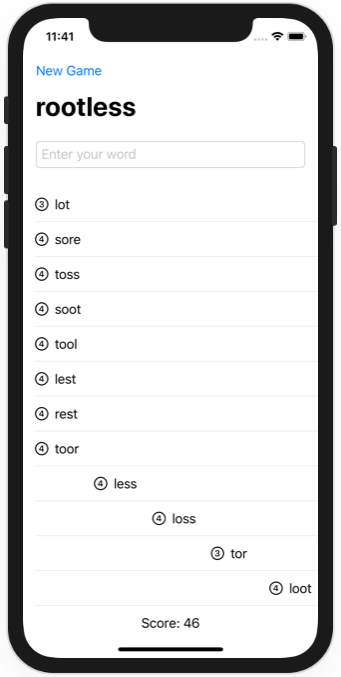 11:41
New Game
rootless
Enter your word
3 lot
4 sore
4 toss
4 soot
4 tool
4 lest
4 rest
4 toor
4 less
4 loss
3 tor
4 loot
Score: 46